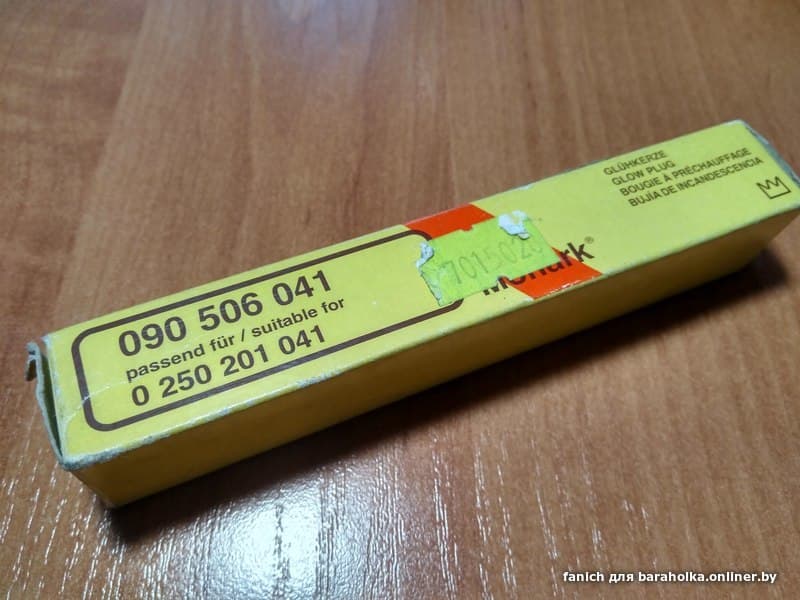 090 506 041
passend für / suitable for
0 250 201 041
Monark®
GLÜHKERZE
GLOW PLUG
BOUGIE À PRÉCHAUFFAGE
BUJÍA DE INCANDESCENCIA
fanich для baraholka.onliner.by